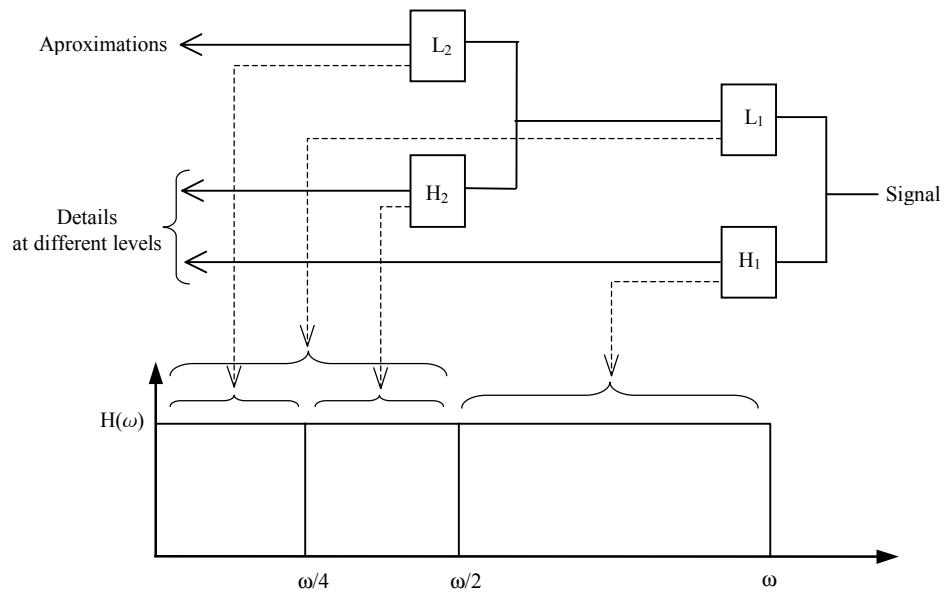 Aproximations
L2
L1
H2
Signal
Details
at different levels
H1
H(ω)
ω/4
ω/2
ω